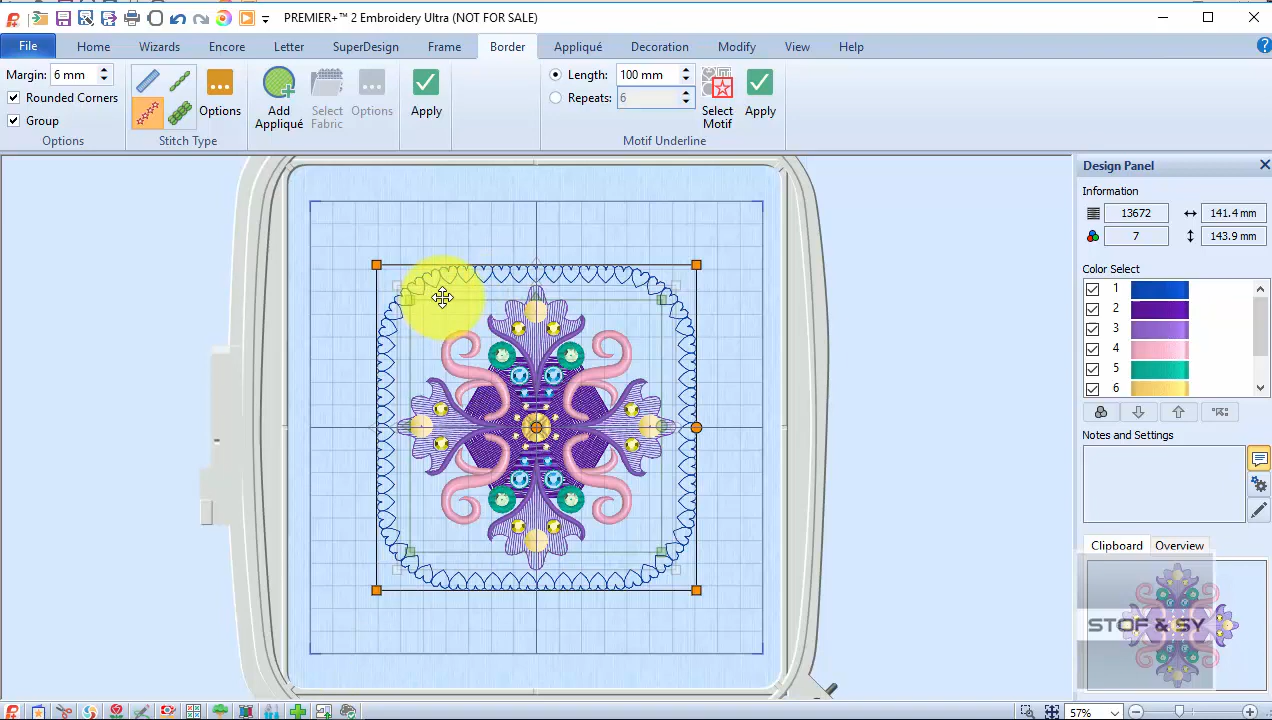 PREMIER+™ 2 Embroidery Ultra (NOT FOR SALE)
File Home Wizards Encore Letter SuperDesign Frame Border Appliqué Decoration Modify View Help
Margin: 6 mm
Rounded Corners
Group
Options
Options
Stitch Type
Add Appliqué
Select Fabric
Options
Apply
Length: 100 mm
Repeats: 6
Select Motif
Apply
Motif Underline
Design Panel
Information
13672 141.4 mm
7 143.9 mm
Color Select
1
2
3
4
5
6
Notes and Settings
Clipboard Overview
STOF & SY
57%